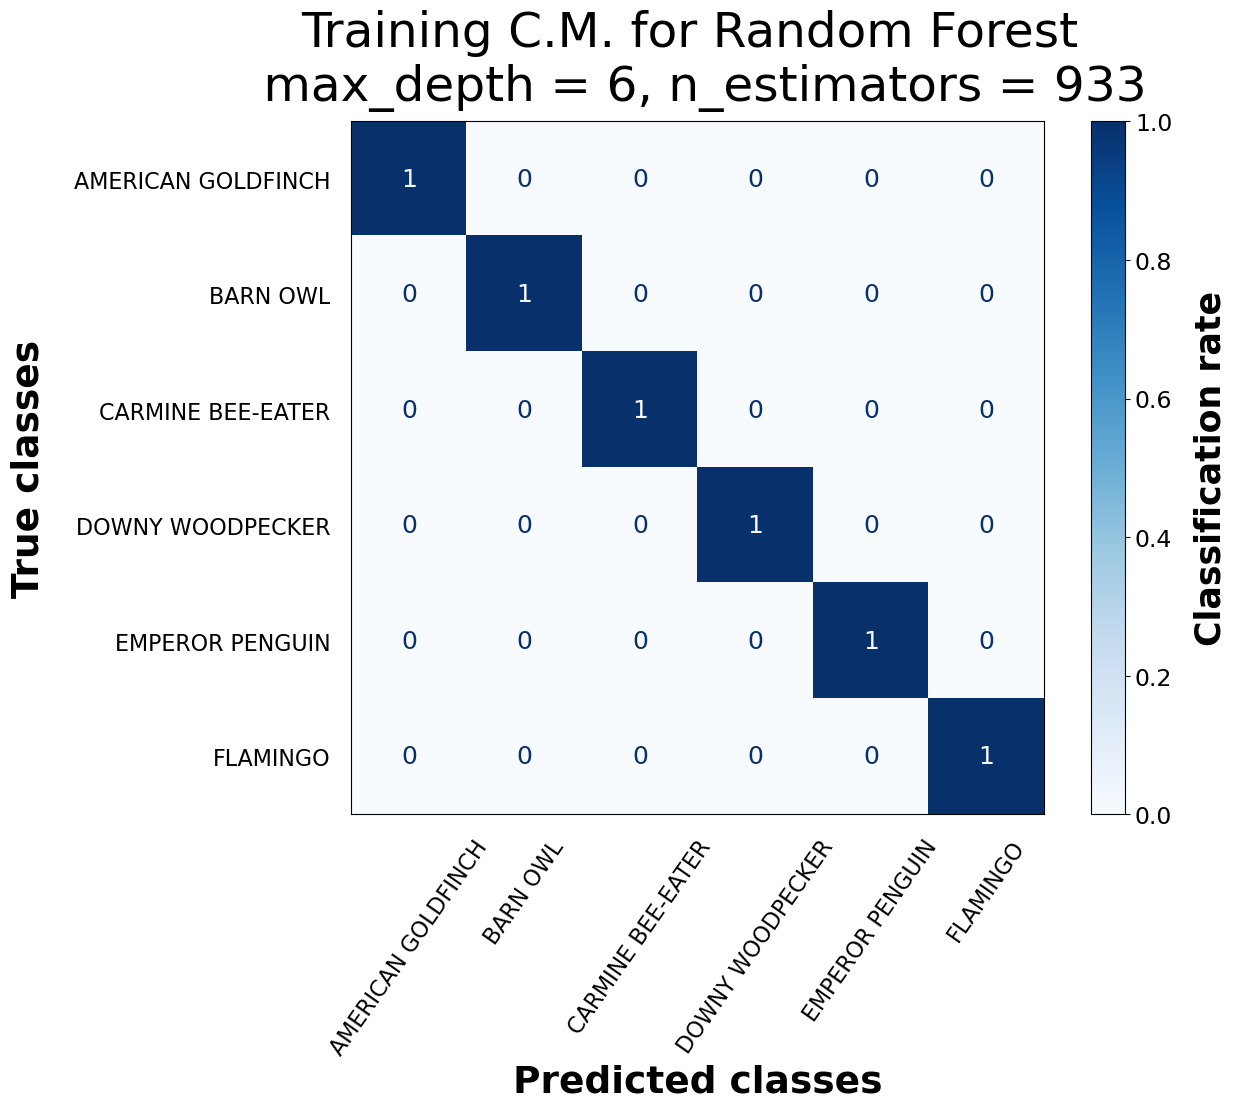 Training C.M. for Random Forest
max_depth = 6, n_estimators = 933
AMERICAN GOLDFINCH 1 0 0 0 0 0
BARN OWL 0 1 0 0 0 0
CARMINE BEE-EATER 0 0 1 0 0 0
DOWNY WOODPECKER 0 0 0 1 0 0
EMPEROR PENGUIN 0 0 0 0 1 0
FLAMINGO 0 0 0 0 0 1
True classes
AMERICAN GOLDFINCH
BARN OWL
CARMINE BEE-EATER
DOWNY WOODPECKER
EMPEROR PENGUIN
FLAMINGO
Predicted classes
1.0
0.8
0.6
0.4
0.2
0.0
Classification rate